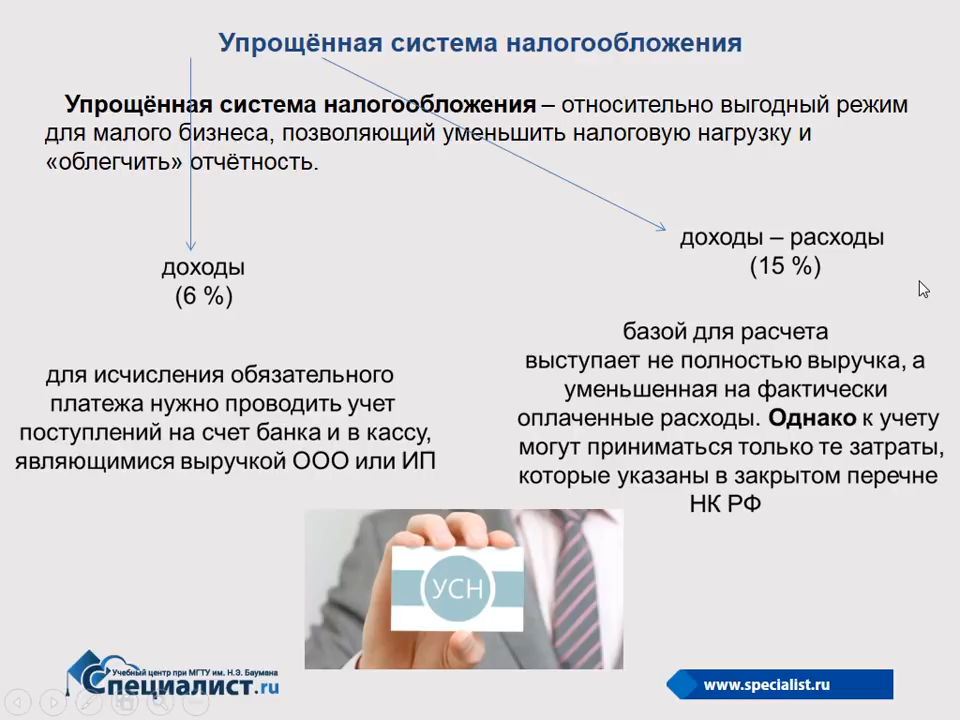 Упрощённая система налогообложения
Упрощённая система налогообложения – относительно выгодный режим
для малого бизнеса, позволяющий уменьшить налоговую нагрузку и
«облегчить» отчётность.
доходы
(6 %)
доходы – расходы
(15 %)
для исчисления обязательного
платежа нужно проводить учет
поступлений на счет банка и в кассу,
являющимися выручкой ООО или ИП
базой для расчета
выступает не полностью выручка, а
уменьшенная на фактически
оплаченные расходы. Однако к учету
могут приниматься только те затраты,
которые указаны в закрытом перечне
НК РФ
УСН
Учебный центр при МГТУ им. Н.Э. Баумана
Специалист.ru
www.specialist.ru